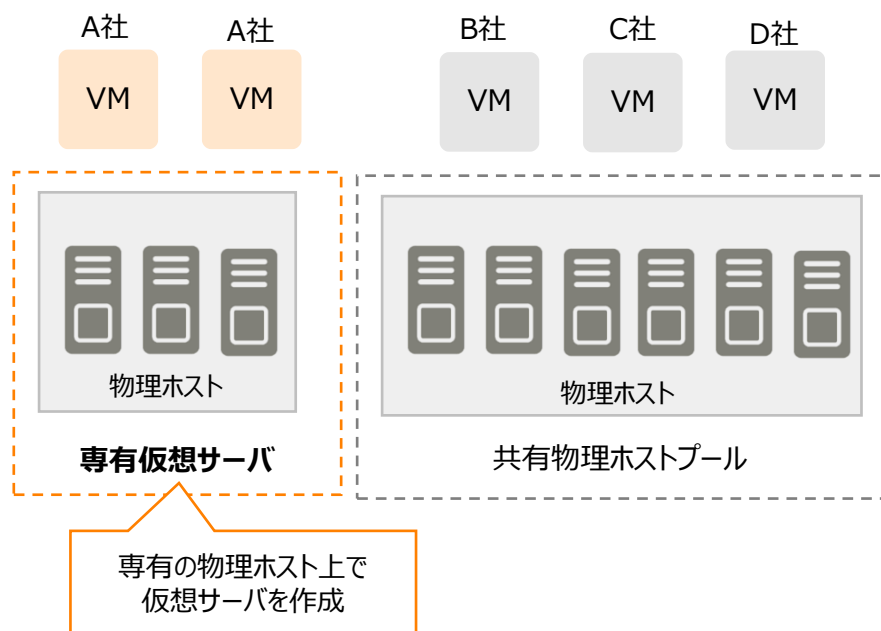 A社
A社
B社
C社
D社
VM
VM
VM
VM
VM
物理ホスト
物理ホスト
専有仮想サーバ
共有物理ホストプール
専有の物理ホスト上で
仮想サーバを作成